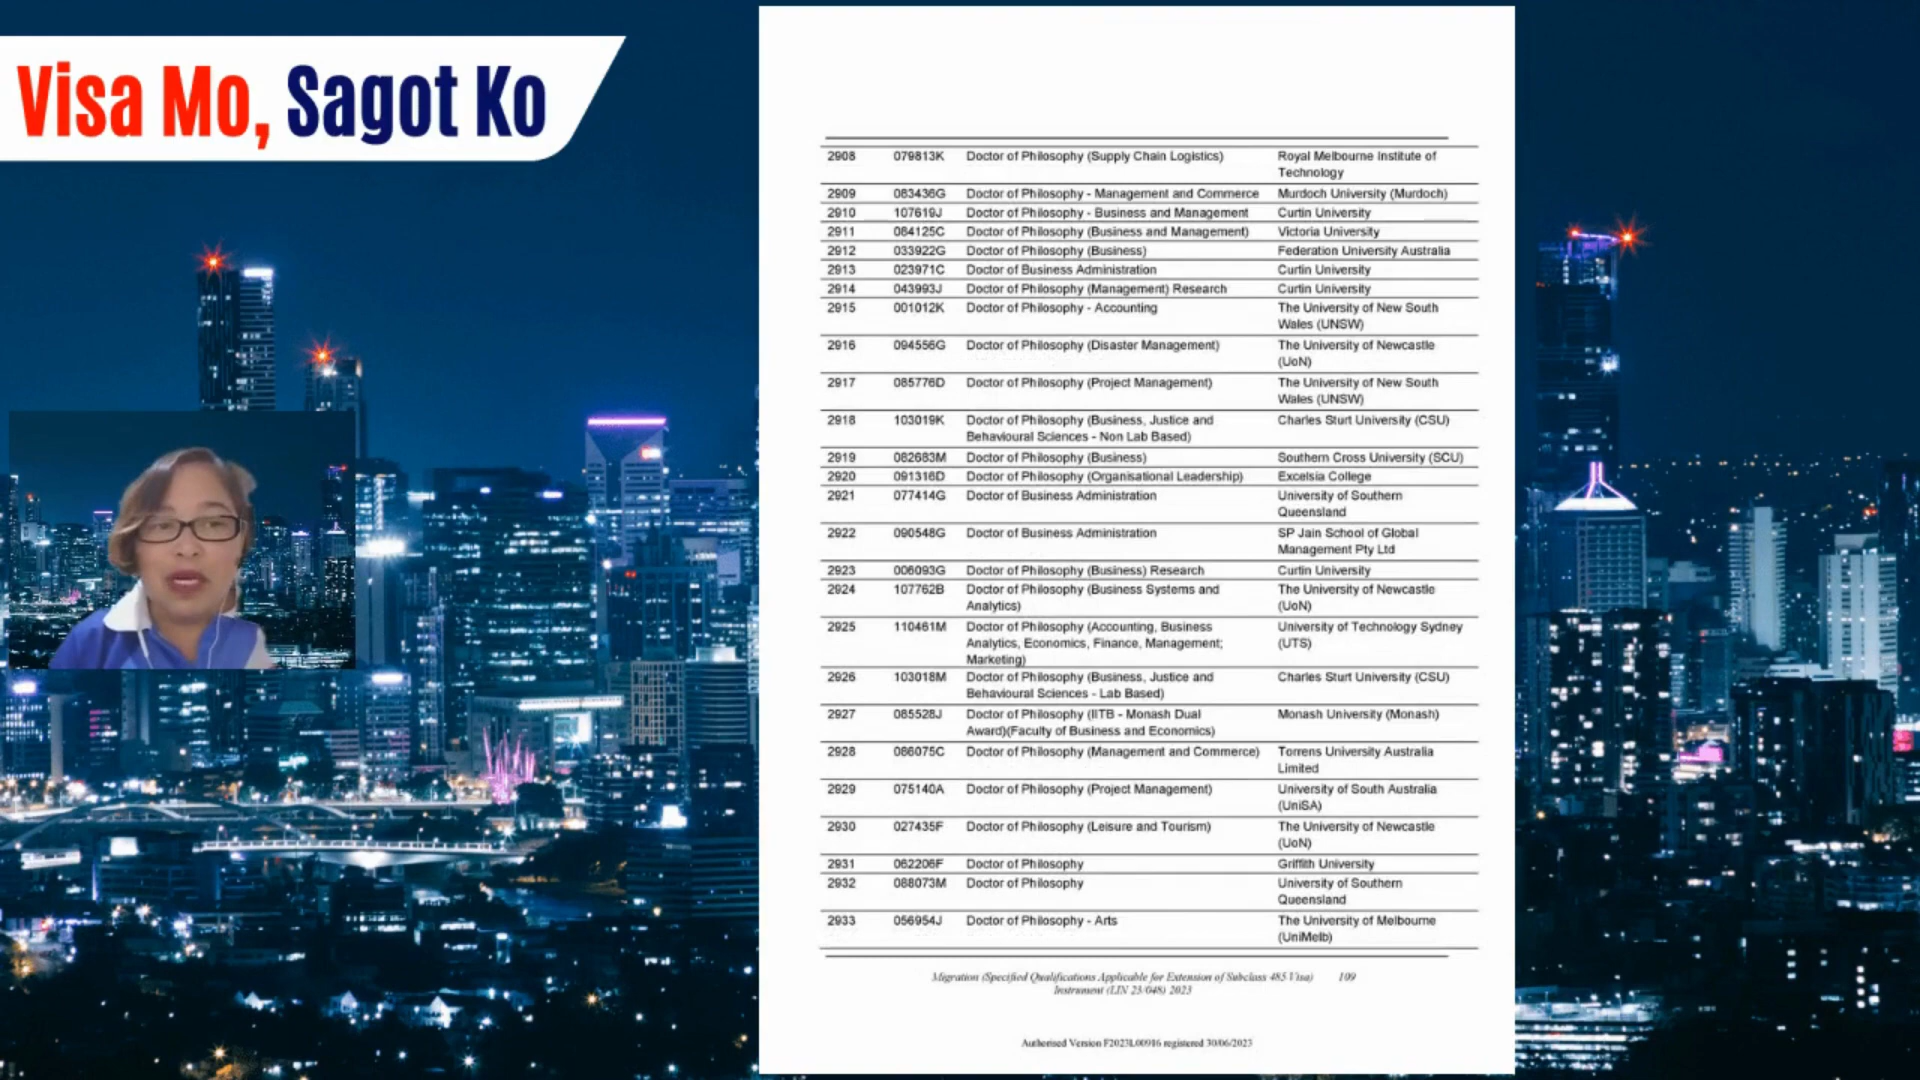 Visa Mo, Sagot Ko
2908 079813K Doctor of Philosophy (Supply Chain Logistics) Royal Melbourne Institute of
Technology
2909 083436G Doctor of Philosophy - Management and Commerce Murdoch University (Murdoch)
2910 107619J Doctor of Philosophy - Business and Management Curtin University
2911 084125C Doctor of Philosophy (Business and Management) Victoria University
2912 033922G Doctor of Philosophy (Business) Federation University Australia
2913 023971C Doctor of Business Administration Curtin University
2914 043993J Doctor of Philosophy (Management) Research Curtin University
2915 001012K Doctor of Philosophy - Accounting The University of New South
Wales (UNSW)
2916 094556G Doctor of Philosophy (Disaster Management) The University of Newcastle
(UoN)
2917 085776D Doctor of Philosophy (Project Management) The University of New South
Wales (UNSW)
2918 103019K Doctor of Philosophy (Business, Justice and Charles Sturt University (CSU)
Behavioural Sciences - Non Lab Based)
2919 082683M Doctor of Philosophy (Business) Southern Cross University (SCU)
2920 091316D Doctor of Philosophy (Organisational Leadership) Excelsia College
2921 077414G Doctor of Business Administration University of Southern
Queensland
2922 090548G Doctor of Business Administration SP Jain School of Global
Management Pty Ltd
2923 006093G Doctor of Philosophy (Business) Research Curtin University
2924 107762B Doctor of Philosophy (Business Systems and The University of Newcastle
Analytics) (UoN)
2925 110461M Doctor of Philosophy (Accounting, Business University of Technology Sydney
Analytics, Economics, Finance, Management; (UTS)
Marketing)
2926 103018M Doctor of Philosophy (Business, Justice and Charles Sturt University (CSU)
Behavioural Sciences - Lab Based)
2927 085528J Doctor of Philosophy (IITB - Monash Dual Monash University (Monash)
Award)(Faculty of Business and Economics)
2928 086075C Doctor of Philosophy (Management and Commerce) Torrens University Australia
Limited
2929 075140A Doctor of Philosophy (Project Management) University of South Australia
(UniSA)
2930 027435F Doctor of Philosophy (Leisure and Tourism) The University of Newcastle
(UoN)
2931 062206F Doctor of Philosophy Griffith University
2932 088073M Doctor of Philosophy University of Southern
Queensland
2933 056954J Doctor of Philosophy - Arts The University of Melbourne
(UniMelb)
Migration (Specified Qualifications Applicable for Extension of Subclass 485 Visa) 109
Instrument (LIN 23/048) 2023
Authorised Version F2023L00916 registered 30/06/2023